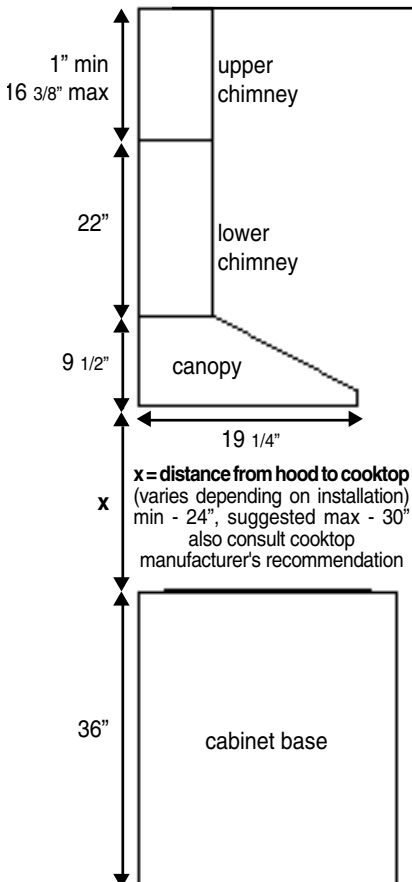 1” min
16 3/8” max
upper
chimney
22”
lower
chimney
9 1/2”
canopy
19 1/4”
x = distance from hood to cooktop
(varies depending on installation)
min - 24”, suggested max - 30”
also consult cooktop
manufacturer's recommendation
x
36”
cabinet base